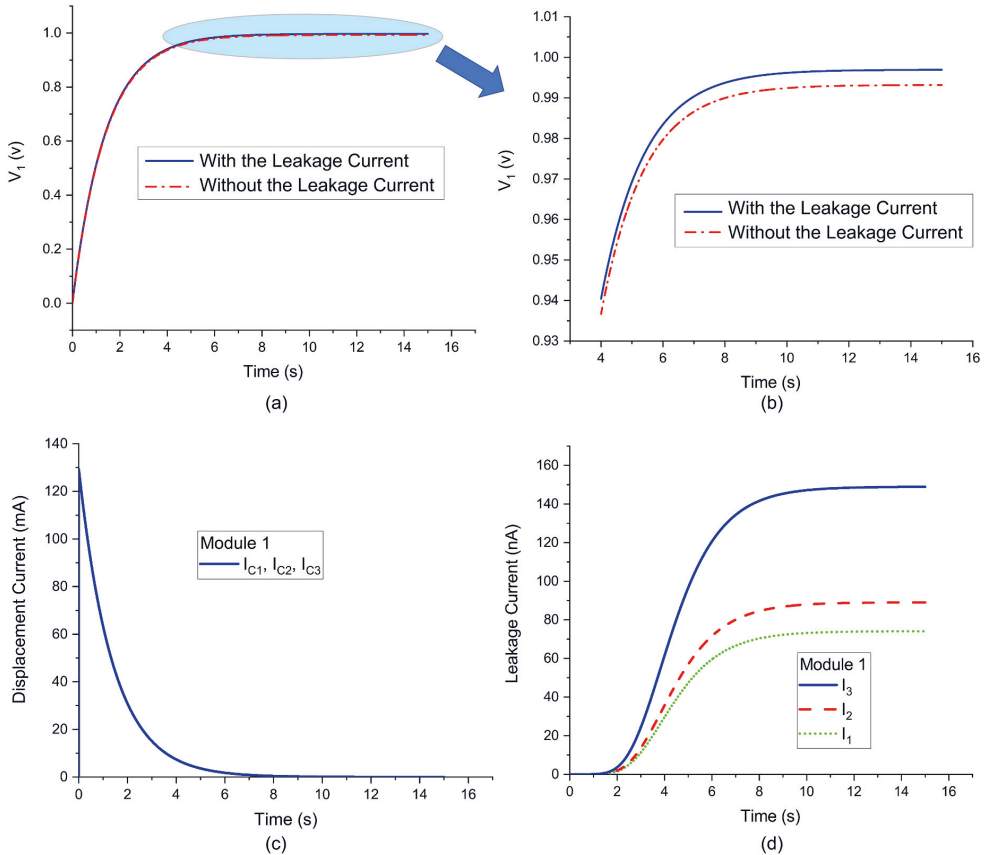 1.0
0.8
0.6
0.4
0.2
0.0
V1 (v)
With the Leakage Current
Without the Leakage Current
0 2 4 6 8 10 12 14 16
Time (s)
(a)
1.01
1.00
0.99
0.98
0.97
0.96
0.95
0.94
0.93
V1 (v)
With the Leakage Current
Without the Leakage Current
4 6 8 10 12 14 16
Time (s)
(b)
140
120
100
80
60
40
20
0
Displacement Current (mA)
Module 1
IC1, IC2, IC3
0 2 4 6 8 10 12 14 16
Time (s)
(c)
160
140
120
100
80
60
40
20
0
Leakage Current (nA)
Module 1
I3
I2
I1
0 2 4 6 8 10 12 14 16
Time (s)
(d)